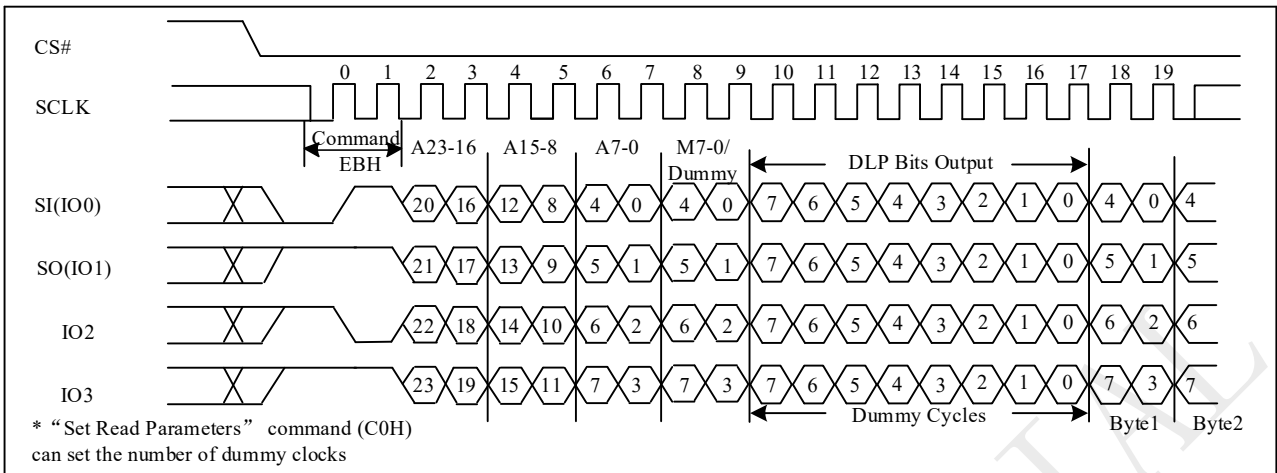 CS#
0 1 2 3 4 5 6 7 8 9 10 11 12 13 14 15 16 17 18 19
SCLK
Command
EBH
A23-16 A15-8 A7-0 M7-0/
Dummy
DLP Bits Output
SI(IO0) 20 16 12 8 4 0 4 0 7 6 5 4 3 2 1 0 4 0 4
SO(IO1) 21 17 13 9 5 1 5 1 7 6 5 4 3 2 1 0 5 1 5
IO2 22 18 14 10 6 2 6 2 7 6 5 4 3 2 1 0 6 2 6
IO3 23 19 15 11 7 3 7 3 7 6 5 4 3 2 1 0 7 3 7
Dummy Cycles Byte1 Byte2
* “Set Read Parameters” command (C0H)
can set the number of dummy clocks